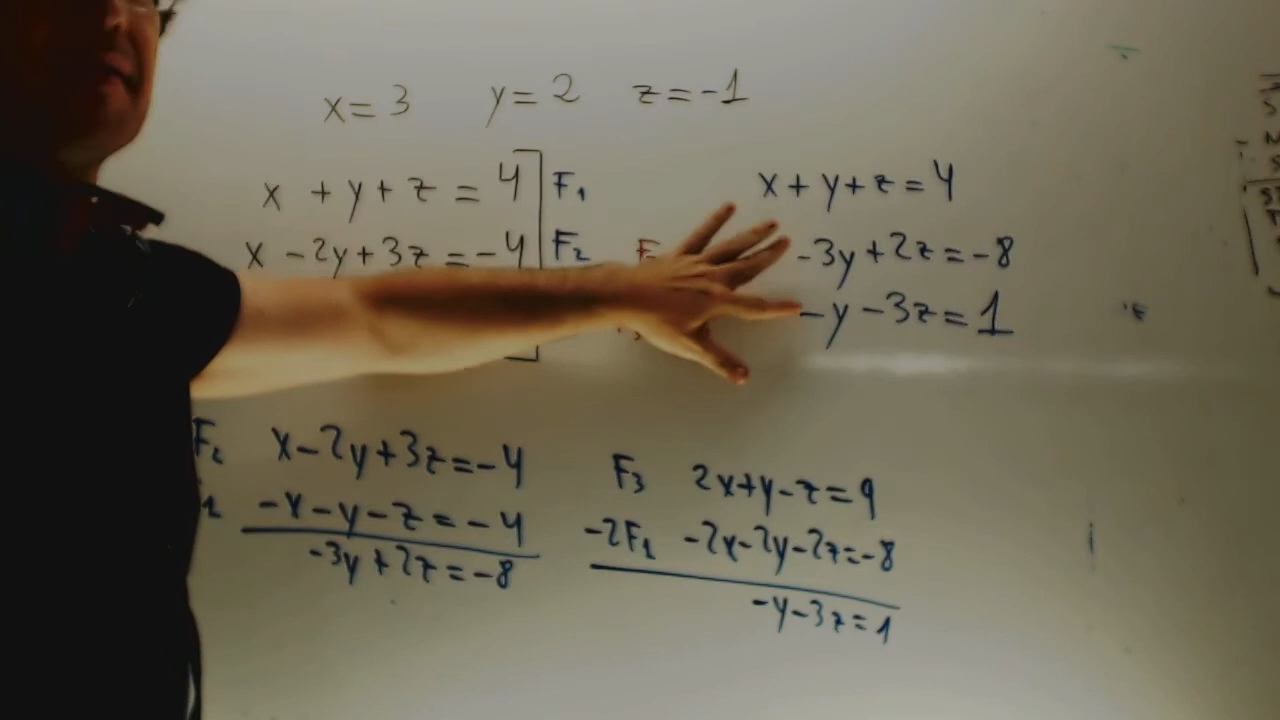 x = 3 y = 2 z = -1
x + y + z = 4 F₁
x - 2y + 3z = -4 F₂
x + y + z = 4
-3y + 2z = -8
-y - 3z = 1
F₂ x - 2y + 3z = -4
-x - y - z = -4
-3y + 2z = -8
F₃ 2x + y - z = 9
-2F₁ -2x - 2y - 2z = -8
-y - 3z = 1